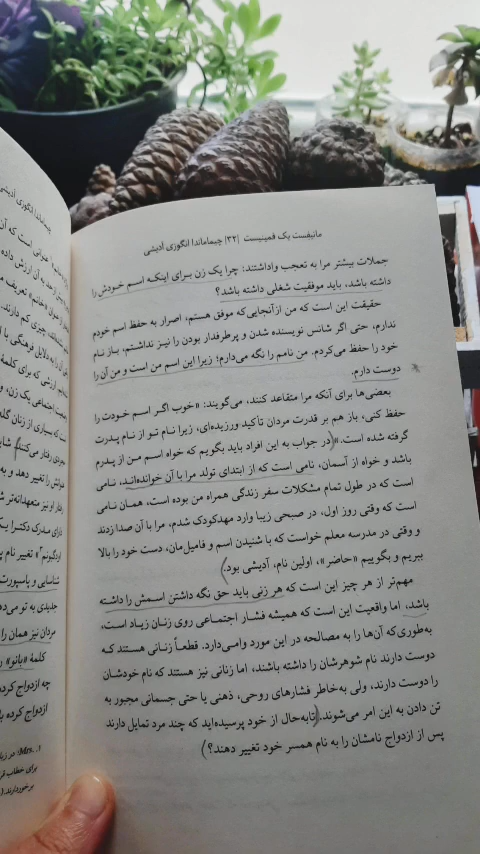 مانیفست یک فمینیست |۳۲| چیماماندا انگوزی آدیشی
جملات بیشتر مرا به تعجب واداشتند: چرا یک زن برای اینکه اسم خودش را
داشته باشد، باید موفقیت شغلی داشته باشد؟
حقیقت این است که من ازآنجایی‌که موفق هستم، اصرار به حفظ اسم خودم
ندارم، حتی اگر شانس نویسنده شدن و پرطرفدار بودن را نیز نداشتم، باز نام
خود را حفظ می‌کردم. من نامم را نگه می‌دارم؛ زیرا این اسم من است و من آن را
دوست دارم.
بعضی‌ها برای آنکه مرا متقاعد کنند، می‌گویند: «خوب اگر اسم خودت را
حفظ کنی، باز هم بر قدرت مردان تأکید ورزیده‌ای، زیرا نام تو از نام پدرت
گرفته شده است.» در جواب به این افراد باید بگویم که خواه اسم من از پدرم
باشد و خواه از آسمان، نامی است که از ابتدای تولد مرا با آن خوانده‌اند، نامی
است که در طول تمام مشکلات سفر زندگی همراه من بوده است، همان نامی
است که وقتی روز اول، در صبحی زیبا وارد مهدکودک شدم، مرا با آن صدا زدند
و وقتی در مدرسه معلم خواست که با شنیدن اسم و فامیل‌مان، دست خود را بالا
ببریم و بگوییم «حاضر»، اولین نام، آدیشی بود.
مهم‌تر از هر چیز این است که هر زنی باید حق نگه داشتن اسمش را داشته
باشد، اما واقعیت این است که همیشه فشار اجتماعی روی زنان زیاد است،
به‌طوری‌که آن‌ها را به مصالحه در این مورد وامی‌دارد. قطعاً زنانی هستند که
دوست دارند نام شوهرشان را داشته باشند، اما زنانی نیز هستند که نام خودشان
را دوست دارند، ولی به‌خاطر فشارهای روحی، ذهنی یا حتی جسمانی مجبور به
تن دادن به این امر می‌شوند. (تابه‌حال از خود پرسیده‌اید که چند مرد تمایل دارند
پس از ازدواج نامشان را به نام همسر خود تغییر دهند؟)